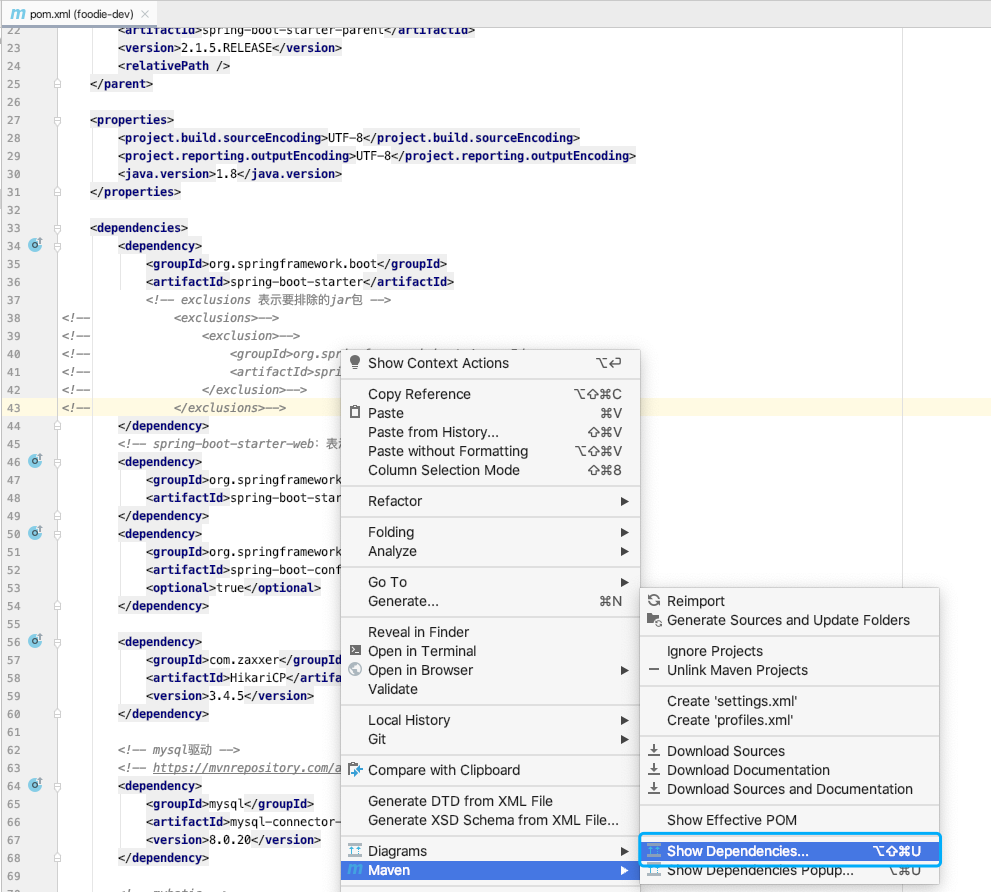 pom.xml (foodie-dev)
22 <artifactId>spring-boot-starter-parent</artifactId>
23 <version>2.1.5.RELEASE</version>
24 <relativePath />
25 </parent>
26
27 <properties>
28 <project.build.sourceEncoding>UTF-8</project.build.sourceEncoding>
29 <project.reporting.outputEncoding>UTF-8</project.reporting.outputEncoding>
30 <java.version>1.8</java.version>
31 </properties>
32
33 <dependencies>
34 <dependency>
35 <groupId>org.springframework.boot</groupId>
36 <artifactId>spring-boot-starter</artifactId>
37 <!-- exclusions 表示要排除的jar包 -->
38 <!-- <exclusions>-->
39 <!-- <exclusion>-->
40 <!-- <groupId>org.
41 <!-- <artifactId>spri
42 <!-- </exclusion>-->
43 <!-- </exclusions>-->
44 </dependency>
45 <!-- spring-boot-starter-web:
46 <dependency>
47 <groupId>org.springframework
48 <artifactId>spring-boot-star
49 </dependency>
50 <dependency>
51 <groupId>org.springframework
52 <artifactId>spring-boot-conf
53 <optional>true</optional>
54 </dependency>
55
56 <dependency>
57 <groupId>com.zaxxer</groupId
58 <artifactId>HikariCP</artifa
59 <version>3.4.5</version>
60 </dependency>
61
62 <!-- mysql驱动 -->
63 <!-- https://mvnrepository.com/a
64 <dependency>
65 <groupId>mysql</groupId>
66 <artifactId>mysql-connector-
67 <version>8.0.20</version>
68 </dependency>
69
Show Context Actions ⌥⏎
Copy Reference ⌥⇧⌘C
Paste ⌘V
Paste from History... ⇧⌘V
Paste without Formatting ⌥⇧⌘V
Column Selection Mode ⇧⌘8
Refactor
Folding
Analyze
Go To
Generate... ⌘N
Reveal in Finder
Open in Terminal
Open in Browser
Validate
Local History
Git
Compare with Clipboard
Generate DTD from XML File
Generate XSD Schema from XML File...
Diagrams
Maven
Reimport
Generate Sources and Update Folders
Ignore Projects
Unlink Maven Projects
Create 'settings.xml'
Create 'profiles.xml'
Download Sources
Download Documentation
Download Sources and Documentation
Show Effective POM
Show Dependencies... ⌥⇧⌘U
Show Dependencies Popup... ⌥⌘U